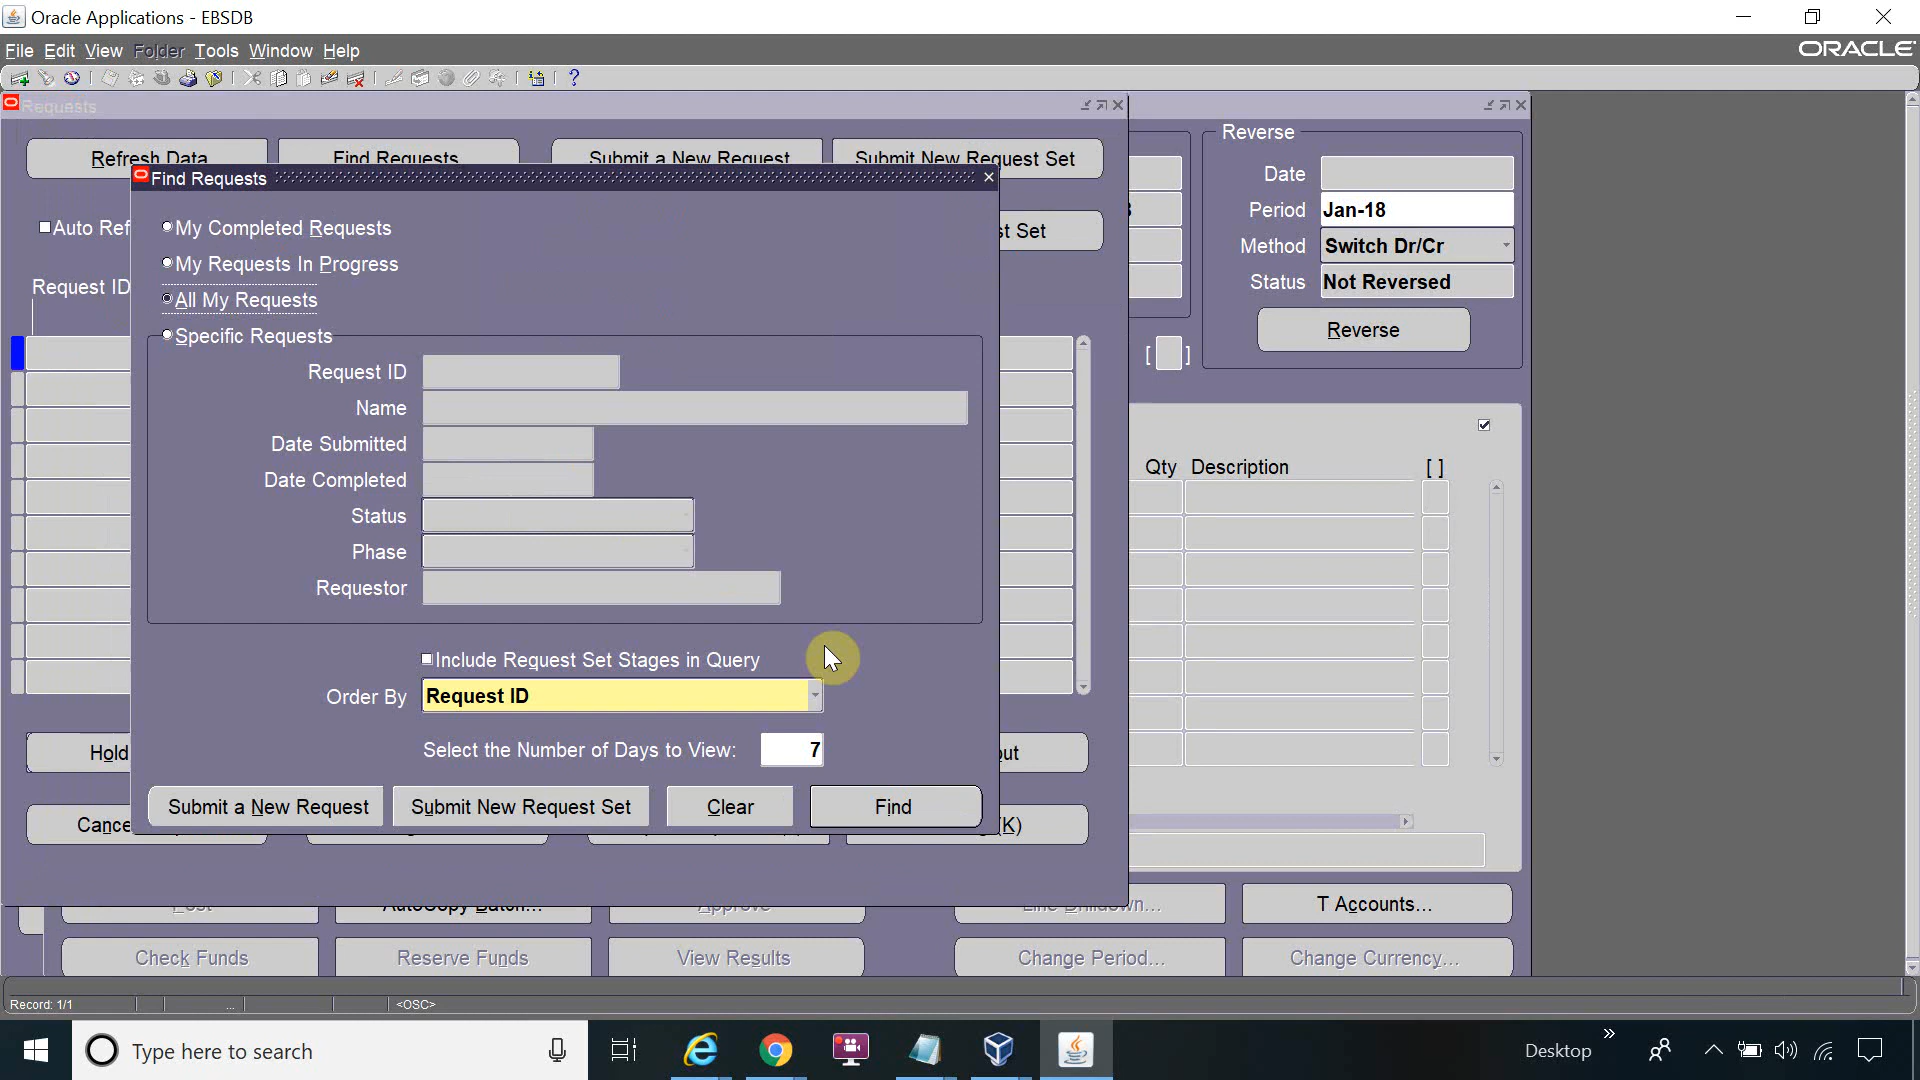 Oracle Applications - EBSDB
File Edit View Folder Tools Window Help
ORACLE
Requests
Refresh Data
Find Requests
Submit a New Request
Submit New Request Set
Find Requests
Auto Ref
st Set
Request ID
My Completed Requests
My Requests In Progress
All My Requests
Specific Requests
Request ID
Name
Date Submitted
Date Completed
Status
Phase
Requestor
Include Request Set Stages in Query
Order By Request ID
Select the Number of Days to View: 7
Submit a New Request
Submit New Request Set
Clear
Find
Hold
Cance
(K)
Reverse
Date
Period Jan-18
Method Switch Dr/Cr
Status Not Reversed
Reverse
[ ]
Qty Description [ ]
AutoCopy Batch...
Approve
Line Drilldown...
T Accounts...
Check Funds
Reserve Funds
View Results
Change Period...
Change Currency...
Record: 1/1 ... <OSC>
Type here to search
Desktop